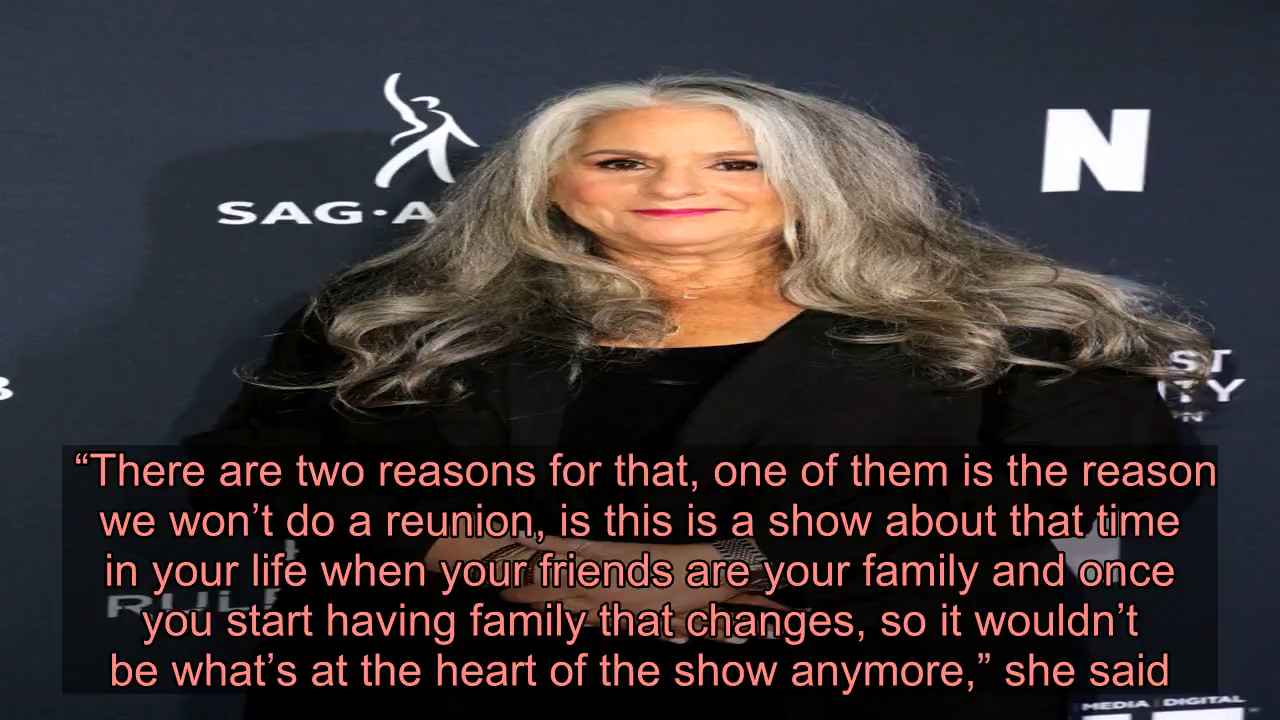 SAG·A
N
ST
TY
“There are two reasons for that, one of them is the reason
we won’t do a reunion, is this is a show about that time
in your life when your friends are your family and once
you start having family that changes, so it wouldn’t
be what’s at the heart of the show anymore,” she said
MEDIA | DIGITAL